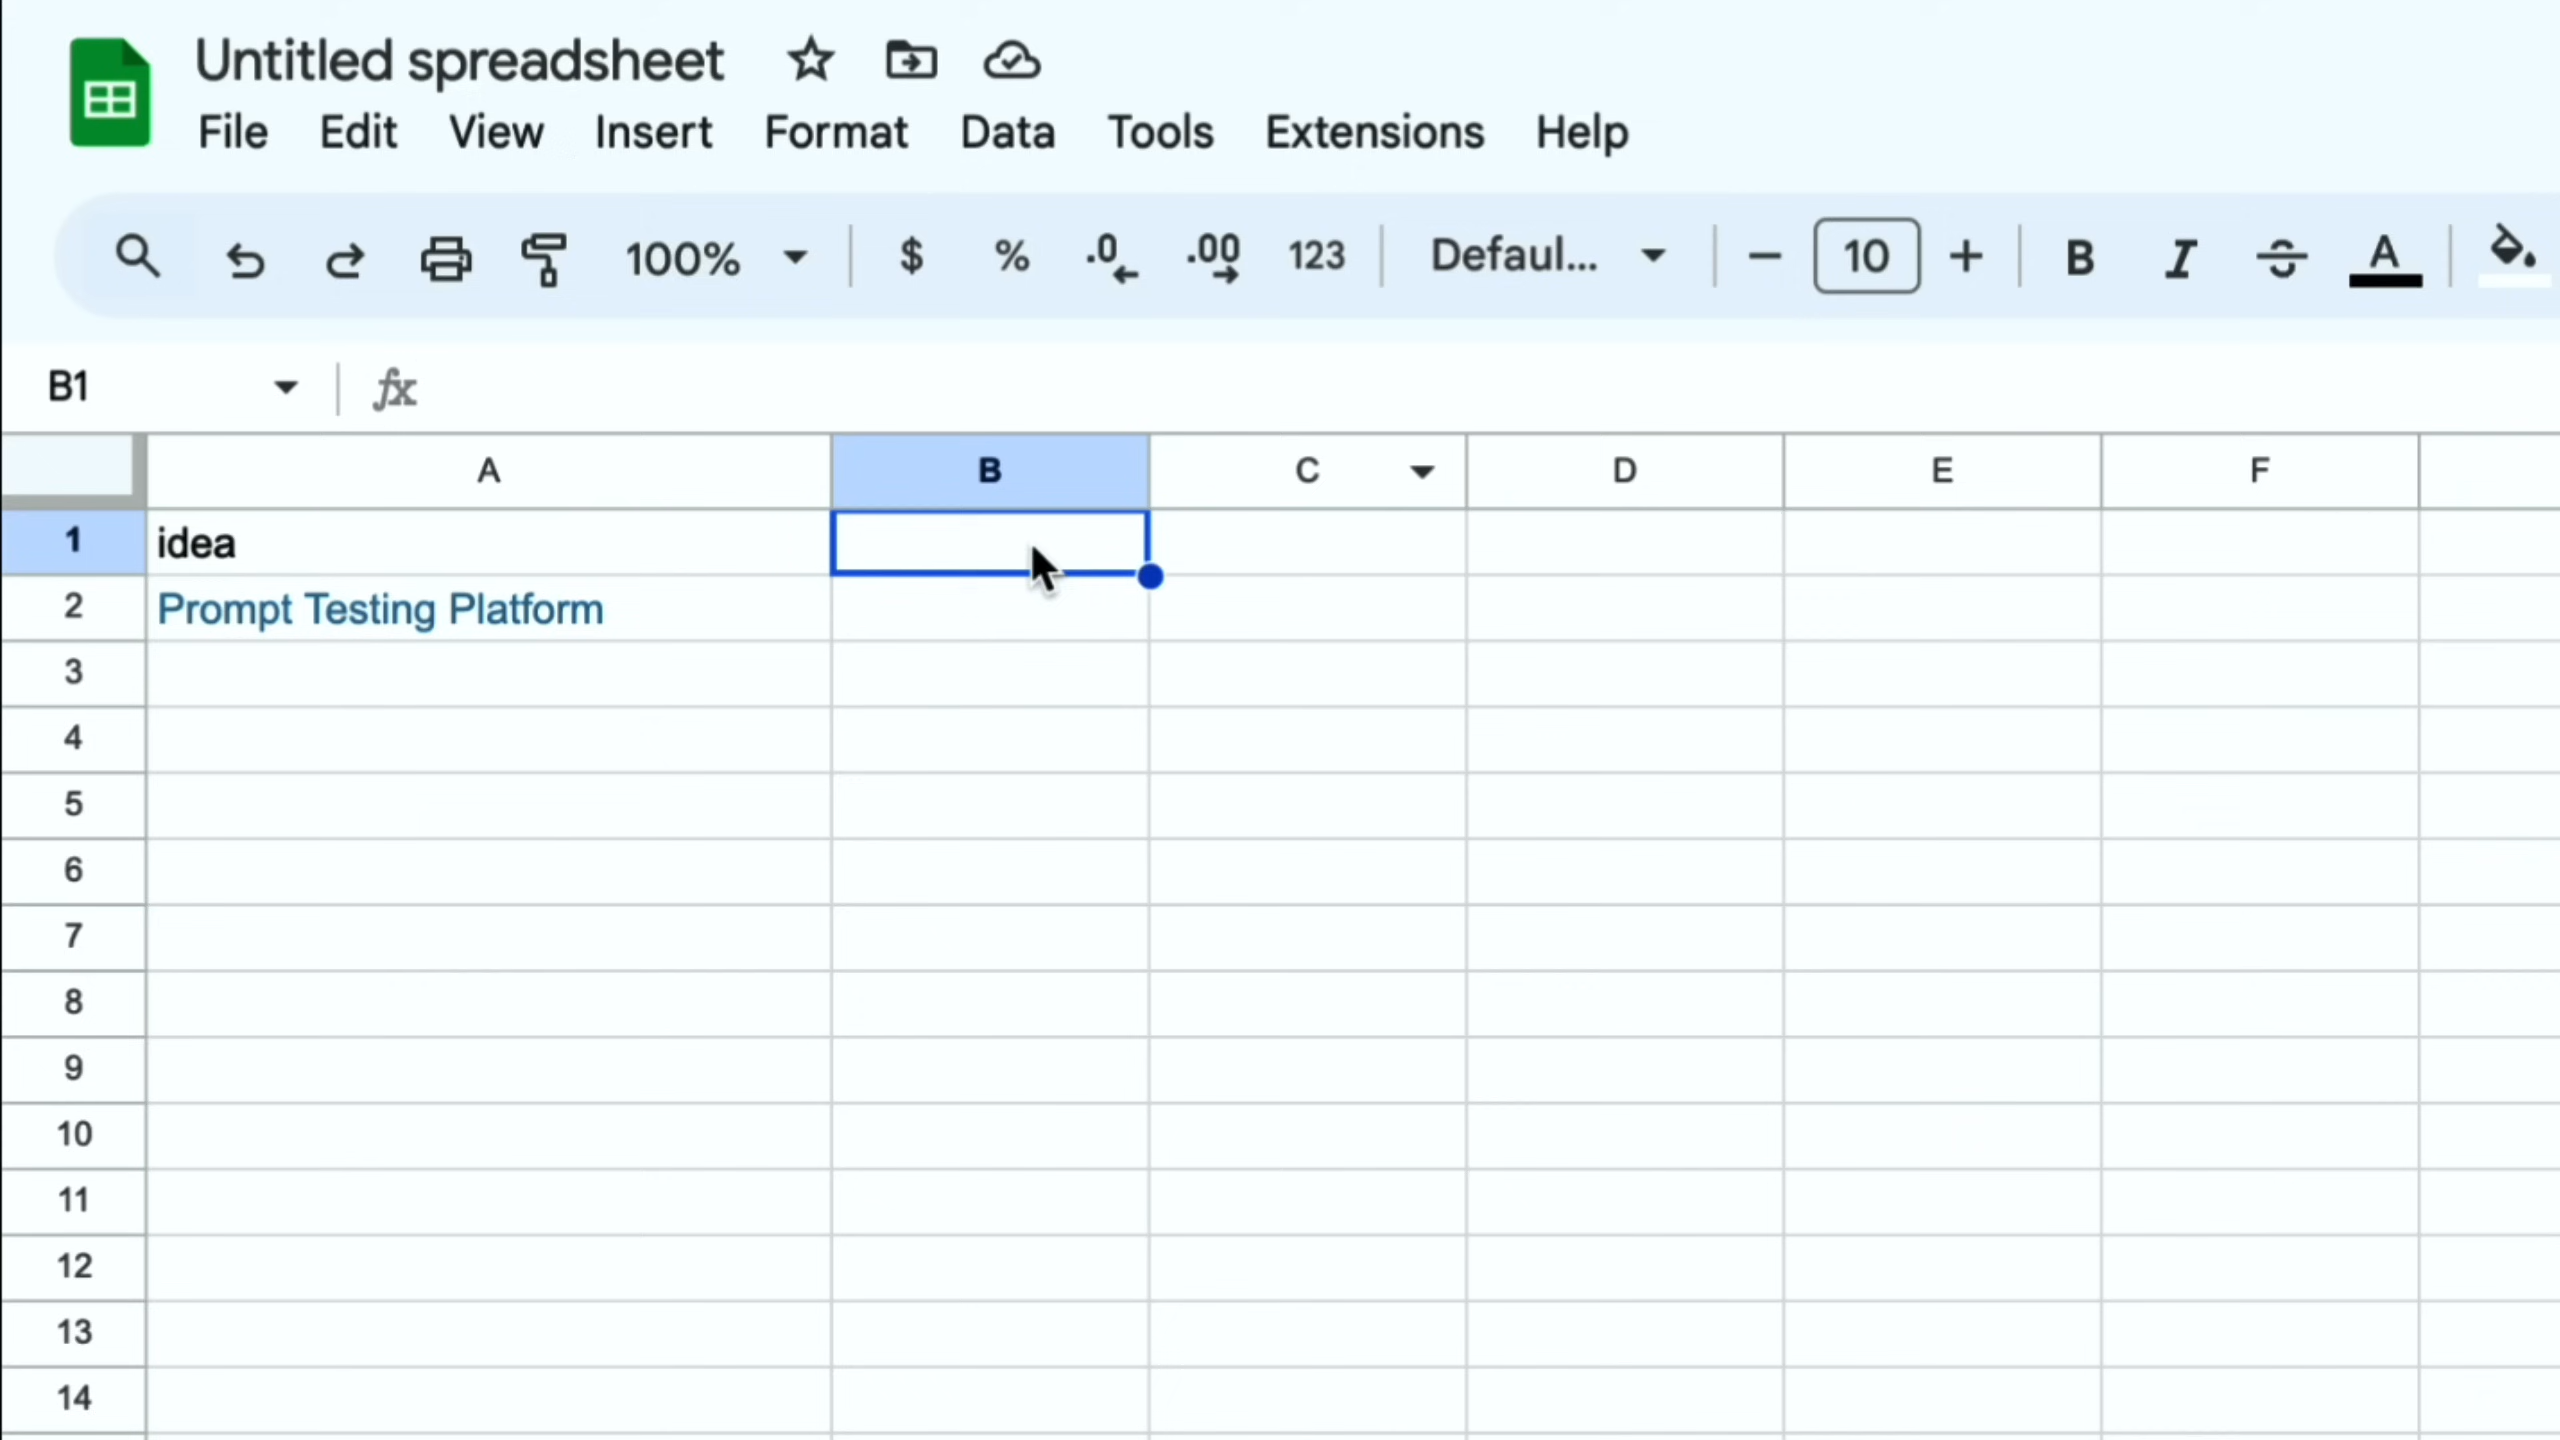 Untitled spreadsheet
File Edit View Insert Format Data Tools Extensions Help
100% $ % .0 .00 123 Defaul... 10 B I S A
B1 fx
A B C D E F
1 idea
2 Prompt Testing Platform
3
4
5
6
7
8
9
10
11
12
13
14